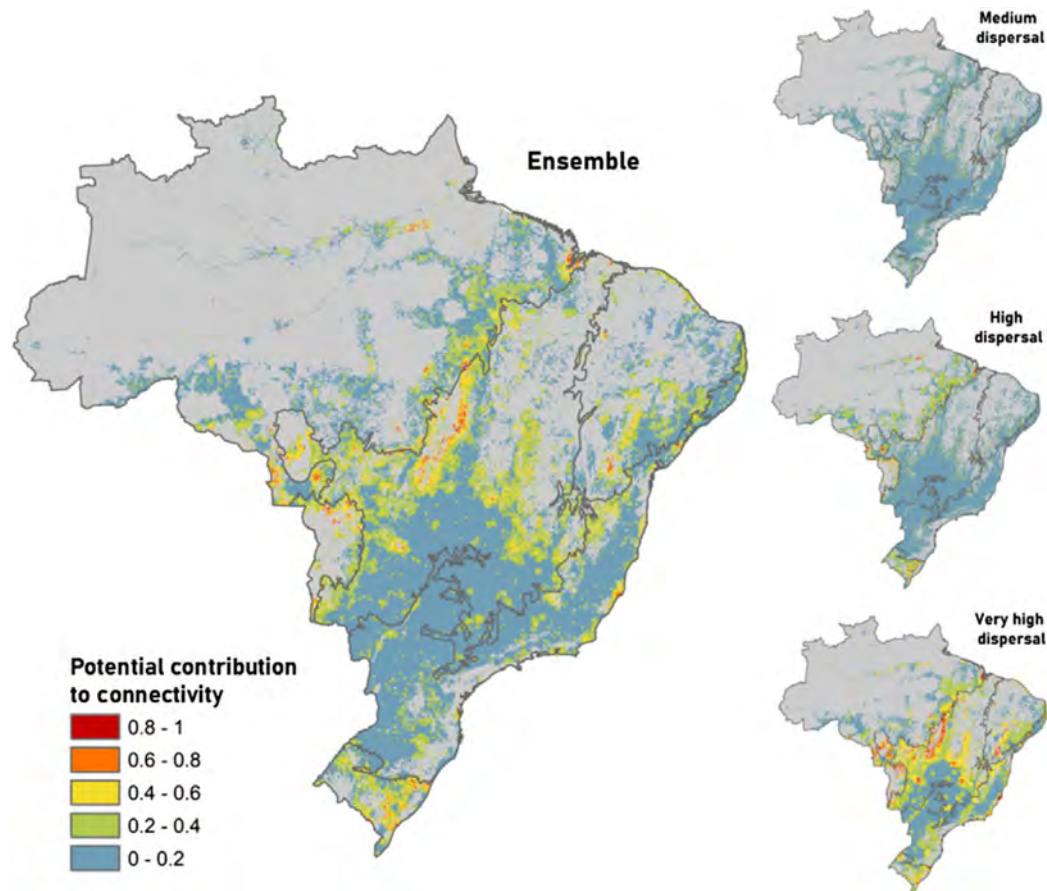 Ensemble
Medium
dispersal
High
dispersal
Very high
dispersal
Potential contribution
to connectivity
0.8 - 1
0.6 - 0.8
0.4 - 0.6
0.2 - 0.4
0 - 0.2